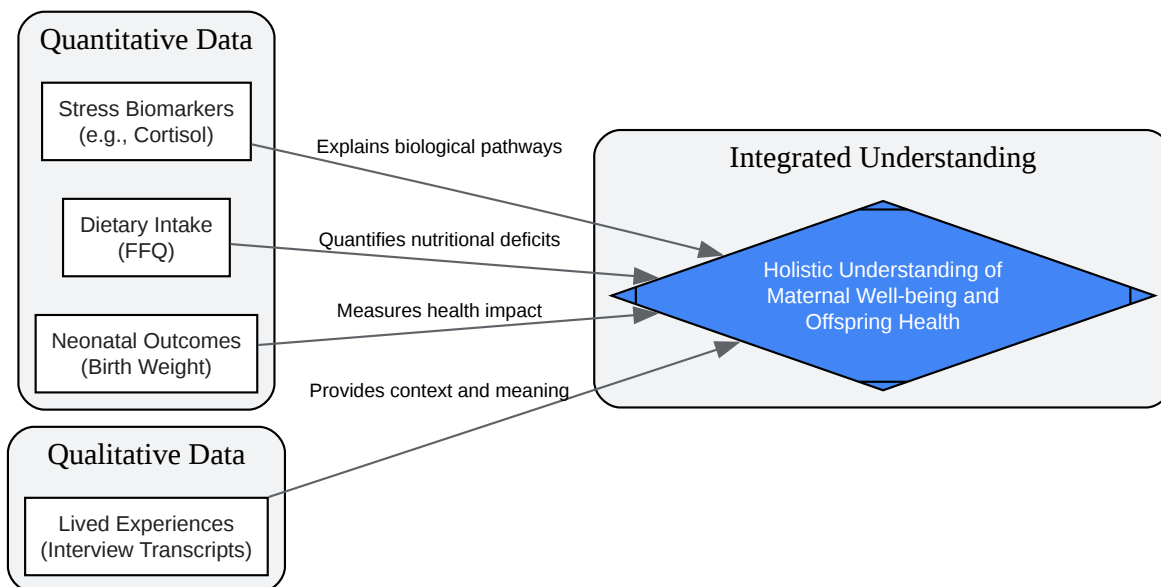 Quantitative Data
Stress Biomarkers
(e.g., Cortisol)
Dietary Intake
(FFQ)
Neonatal Outcomes
(Birth Weight)
Qualitative Data
Lived Experiences
(Interview Transcripts)
Explains biological pathways
Quantifies nutritional deficits
Measures health impact
Provides context and meaning
Integrated Understanding
Holistic Understanding of
Maternal Well-being and
Offspring Health